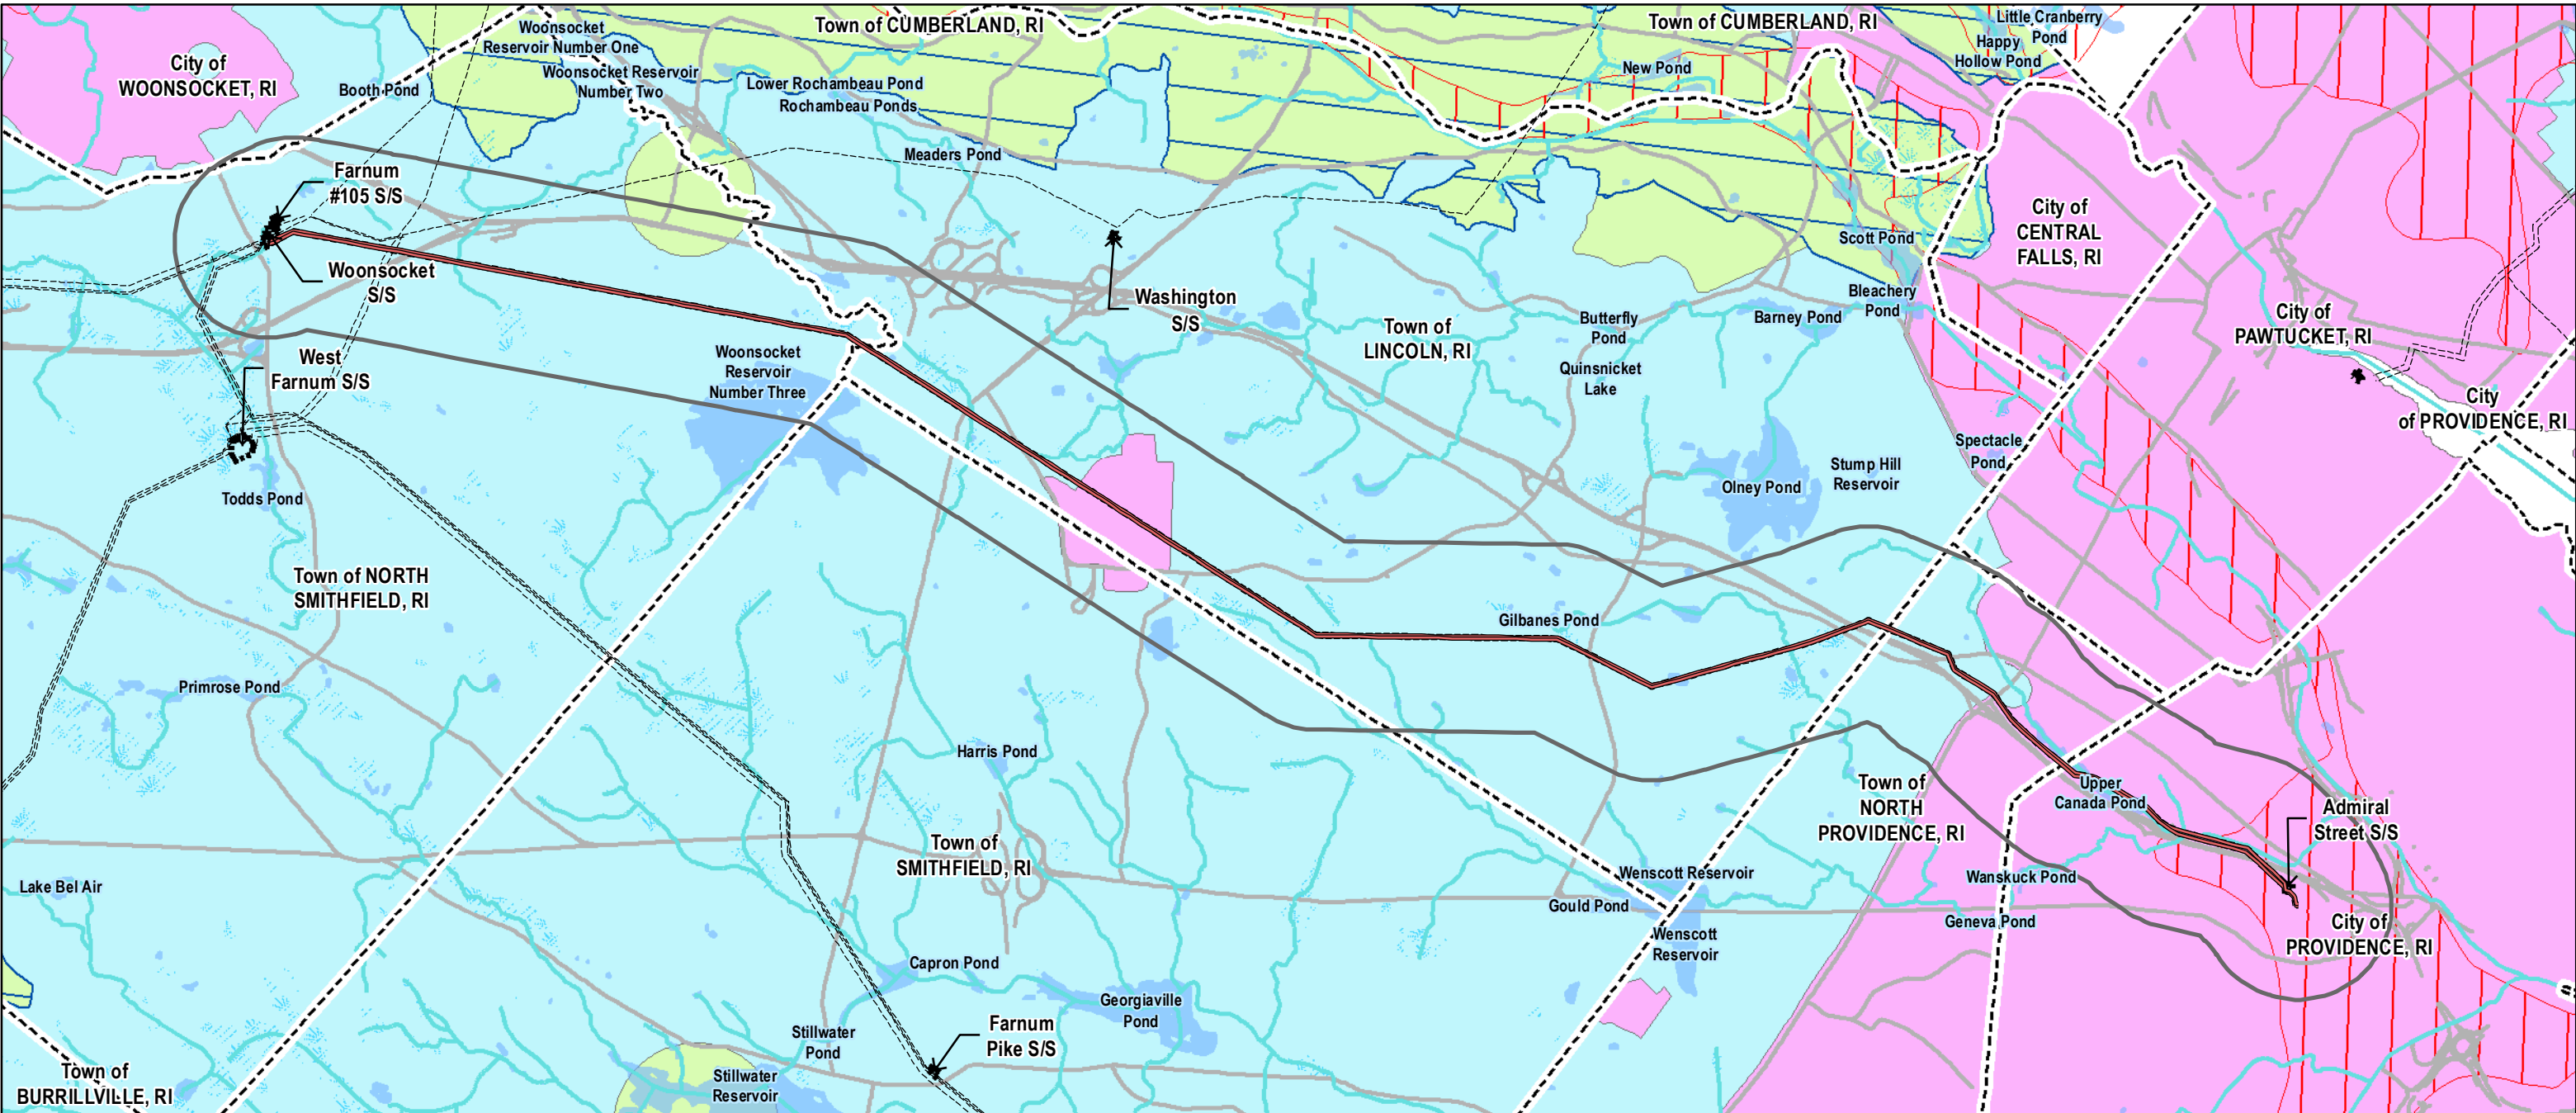 Town of CUMBERLAND, RI
Town of CUMBERLAND, RI
Little Cranberry
Pond
Happy
Hollow Pond
Woonsocket
Reservoir Number One
Woonsocket Reservoir
Number Two
City of
WOONSOCKET, RI
Booth Pond
Lower Rochambeau Pond
Rochambeau Ponds
New Pond
Meaders Pond
Farnum
#105 S/S
Woonsocket
S/S
Washington
S/S
Scott Pond
City of
CENTRAL
FALLS, RI
Bleachery
Pond
Barney Pond
Butterfly
Pond
Quinsnicket
Lake
Town of
LINCOLN, RI
City of
PAWTUCKET, RI
City
of PROVIDENCE, RI
West
Farnum S/S
Woonsocket
Reservoir
Number Three
Spectacle
Pond
Stump Hill
Reservoir
Olney Pond
Todds Pond
Town of NORTH
SMITHFIELD, RI
Gilbanes Pond
Primrose Pond
Harris Pond
Town of
NORTH
PROVIDENCE, RI
Upper
Canada Pond
Admiral
Street S/S
Town of
SMITHFIELD, RI
Wenscott Reservoir
Wanskuck Pond
Lake Bel Air
Gould Pond
Geneva Pond
City of
PROVIDENCE, RI
Wenscott
Reservoir
Capron Pond
Georgiaville
Pond
Farnum
Pike S/S
Stillwater
Pond
Stillwater
Reservoir
Town of
BURRILLVILLE, RI